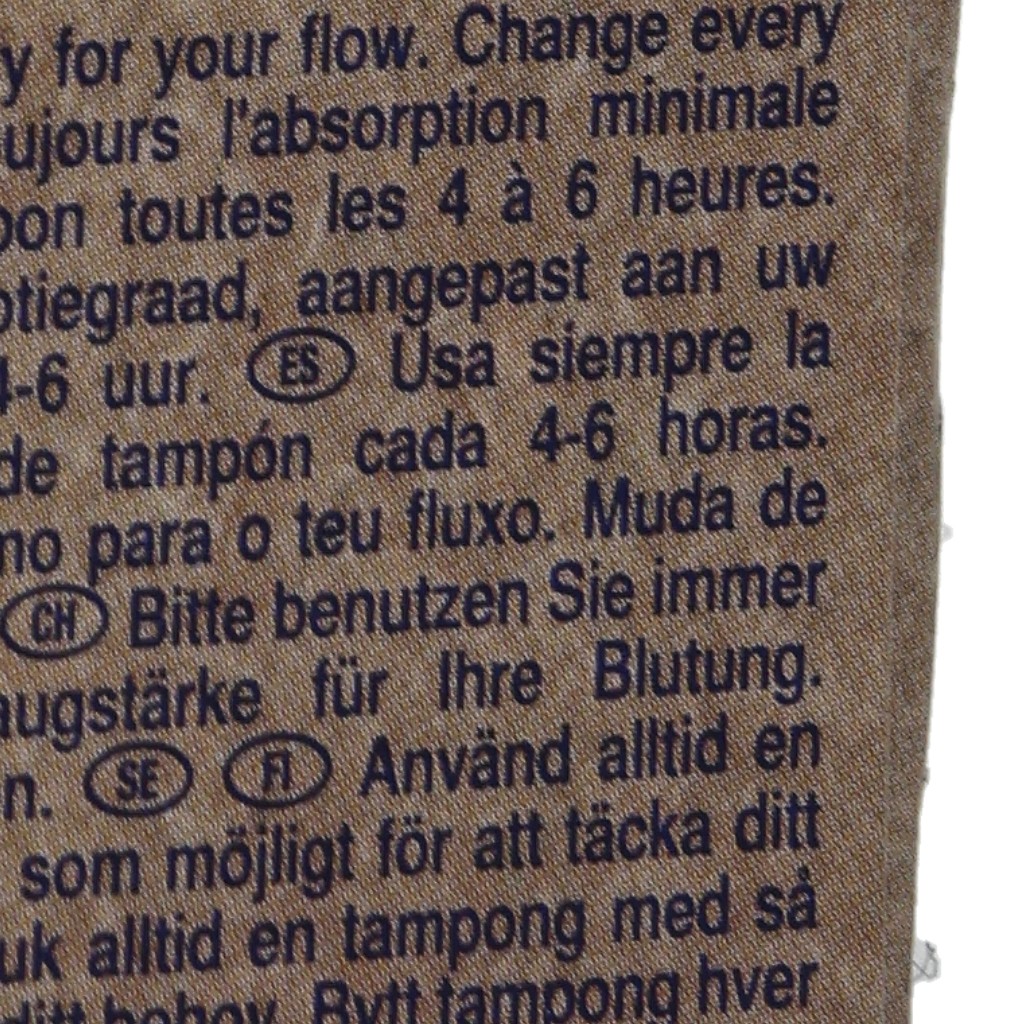 y for your flow. Change every
ujours l'absorption minimale
pon toutes les 4 à 6 heures.
ptiegraad, aangepast aan uw
4-6 uur. ES Usa siempre la
de tampón cada 4-6 horas.
mo para o teu fluxo. Muda de
CH Bitte benutzen Sie immer
augstärke für Ihre Blutung.
n. SE FI Använd alltid en
som möjligt för att täcka ditt
uk alltid en tampong med så
ditt behov. Bytt tampong hver